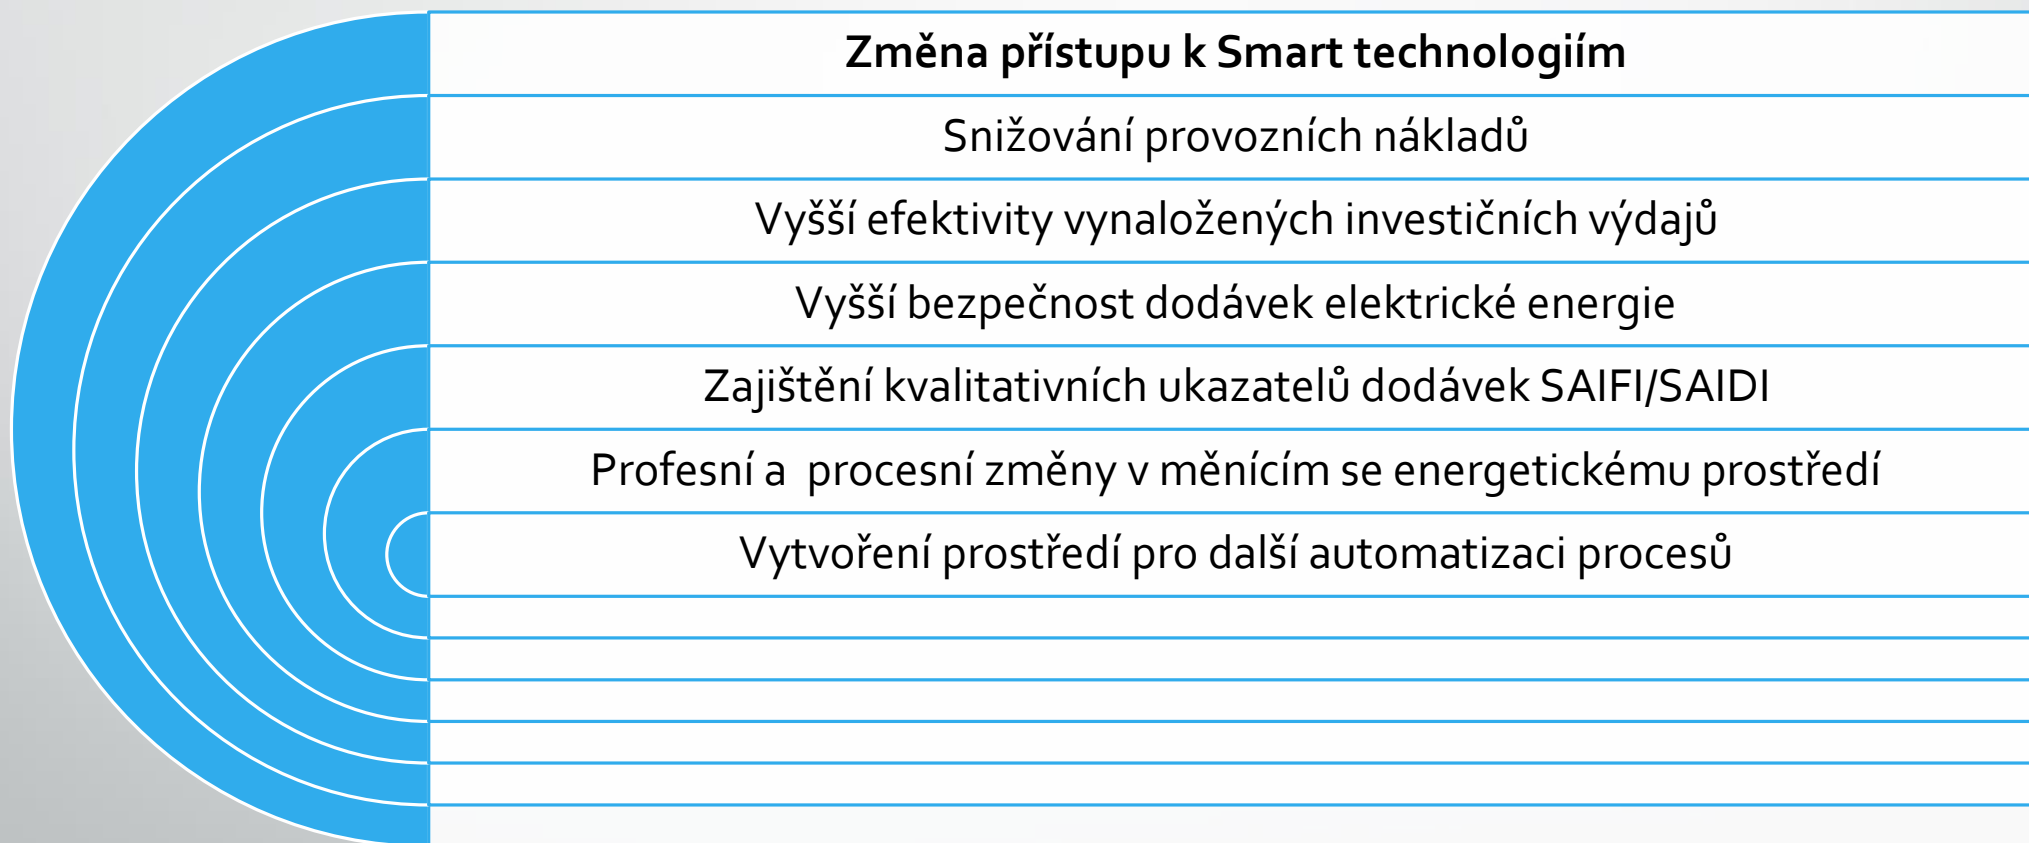 Změna přístupu k Smart technologiím
Snižování provozních nákladů
Vyšší efektivity vynaložených investičních výdajů
Vyšší bezpečnost dodávek elektrické energie
Zajištění kvalitativních ukazatelů dodávek SAIFI/SAIDI
Profesní a  procesní změny v měnícím se energetickému prostředí
Vytvoření prostředí pro další automatizaci procesů